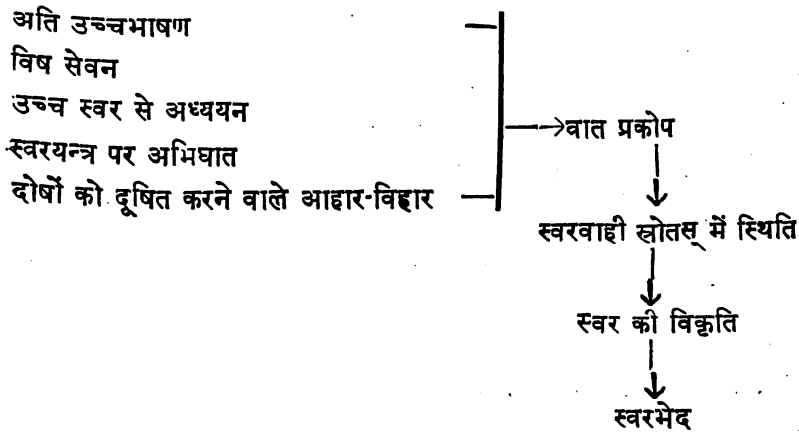 अति उच्चभाषण
विष सेवन
उच्च स्वर से अध्ययन
स्वरयन्त्र पर अभिघात
दोषों को दूषित करने वाले आहार-विहार
वात प्रकोप
स्वरवाही स्रोतस् में स्थिति
स्वर की विकृति
स्वरभेद